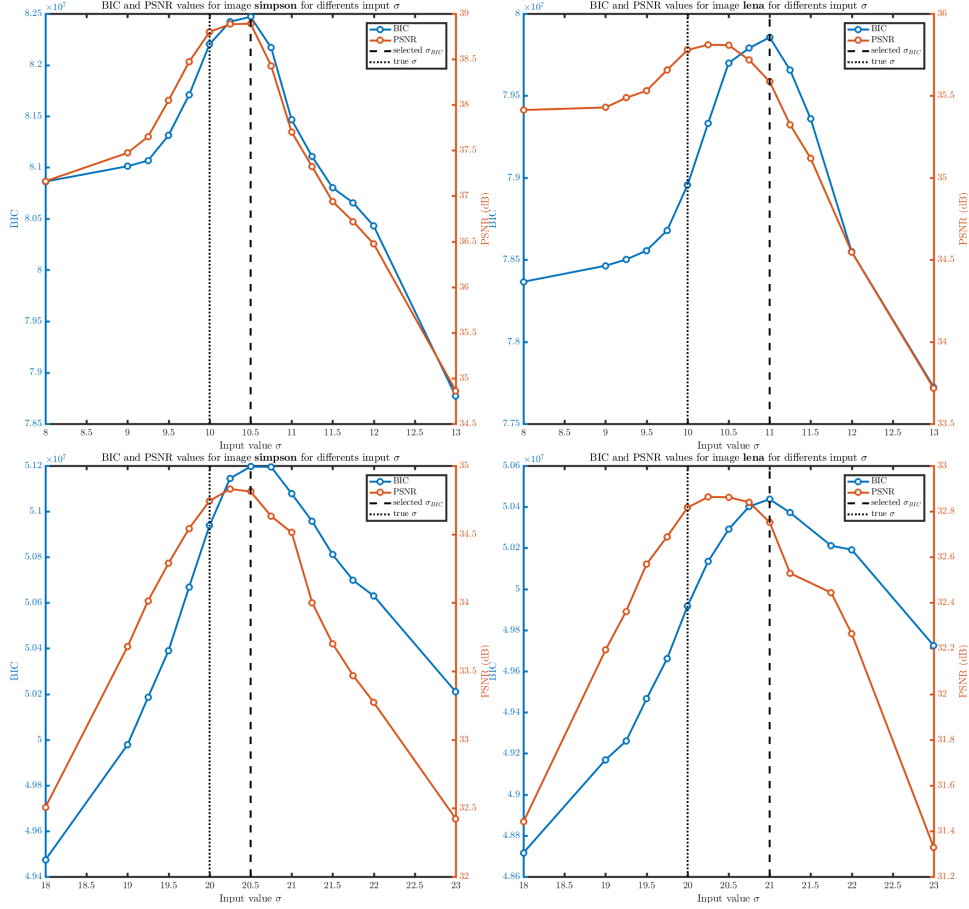 BIC and PSNR values for image simpson for differents imput σ
×10⁷
8.25
8.2
8.15
8.1
8.05
8
7.95
7.9
7.85
BIC
39
38.5
38
37.5
37
36.5
36
35.5
35
34.5
PSNR (dB)
BIC
PSNR
selected σ_BIC
true σ
8 8.5 9 9.5 10 10.5 11 11.5 12 12.5 13
Input value σ
BIC and PSNR values for image lena for differents imput σ
×10⁷
8
7.95
7.9
7.85
7.8
7.75
BIC
36
35.5
35
34.5
34
33.5
PSNR (dB)
BIC
PSNR
selected σ_BIC
true σ
8 8.5 9 9.5 10 10.5 11 11.5 12 12.5 13
Input value σ
BIC and PSNR values for image simpson for differents imput σ
×10⁷
5.12
5.1
5.08
5.06
5.04
5.02
5
4.98
4.96
4.94
BIC
35
34.5
34
33.5
33
32.5
32
PSNR (dB)
BIC
PSNR
selected σ_BIC
true σ
18 18.5 19 19.5 20 20.5 21 21.5 22 22.5 23
Input value σ
BIC and PSNR values for image lena for differents imput σ
×10⁷
5.06
5.04
5.02
5
4.98
4.96
4.94
4.92
4.9
4.88
4.86
BIC
33
32.8
32.6
32.4
32.2
32
31.8
31.6
31.4
31.2
PSNR (dB)
BIC
PSNR
selected σ_BIC
true σ
18 18.5 19 19.5 20 20.5 21 21.5 22 22.5 23
Input value σ